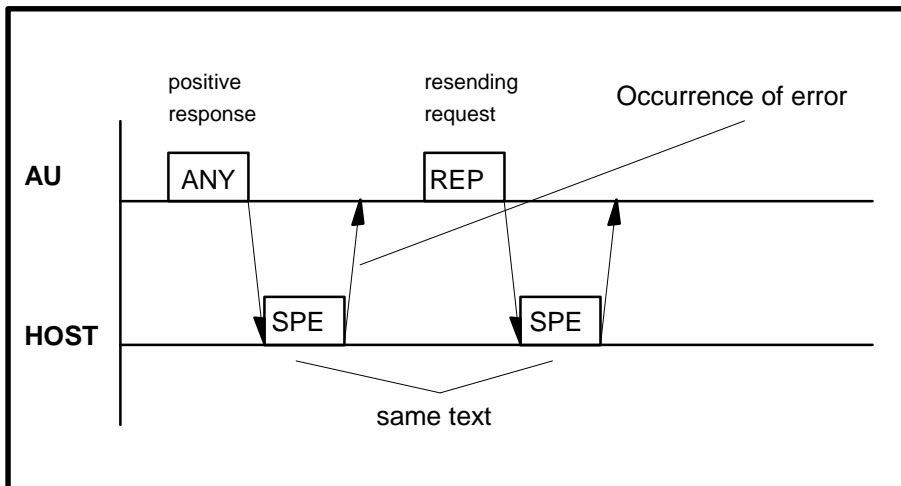 positive
response
resending
request
Occurrence of error
AU
ANY
REP
HOST
SPE
SPE
same text